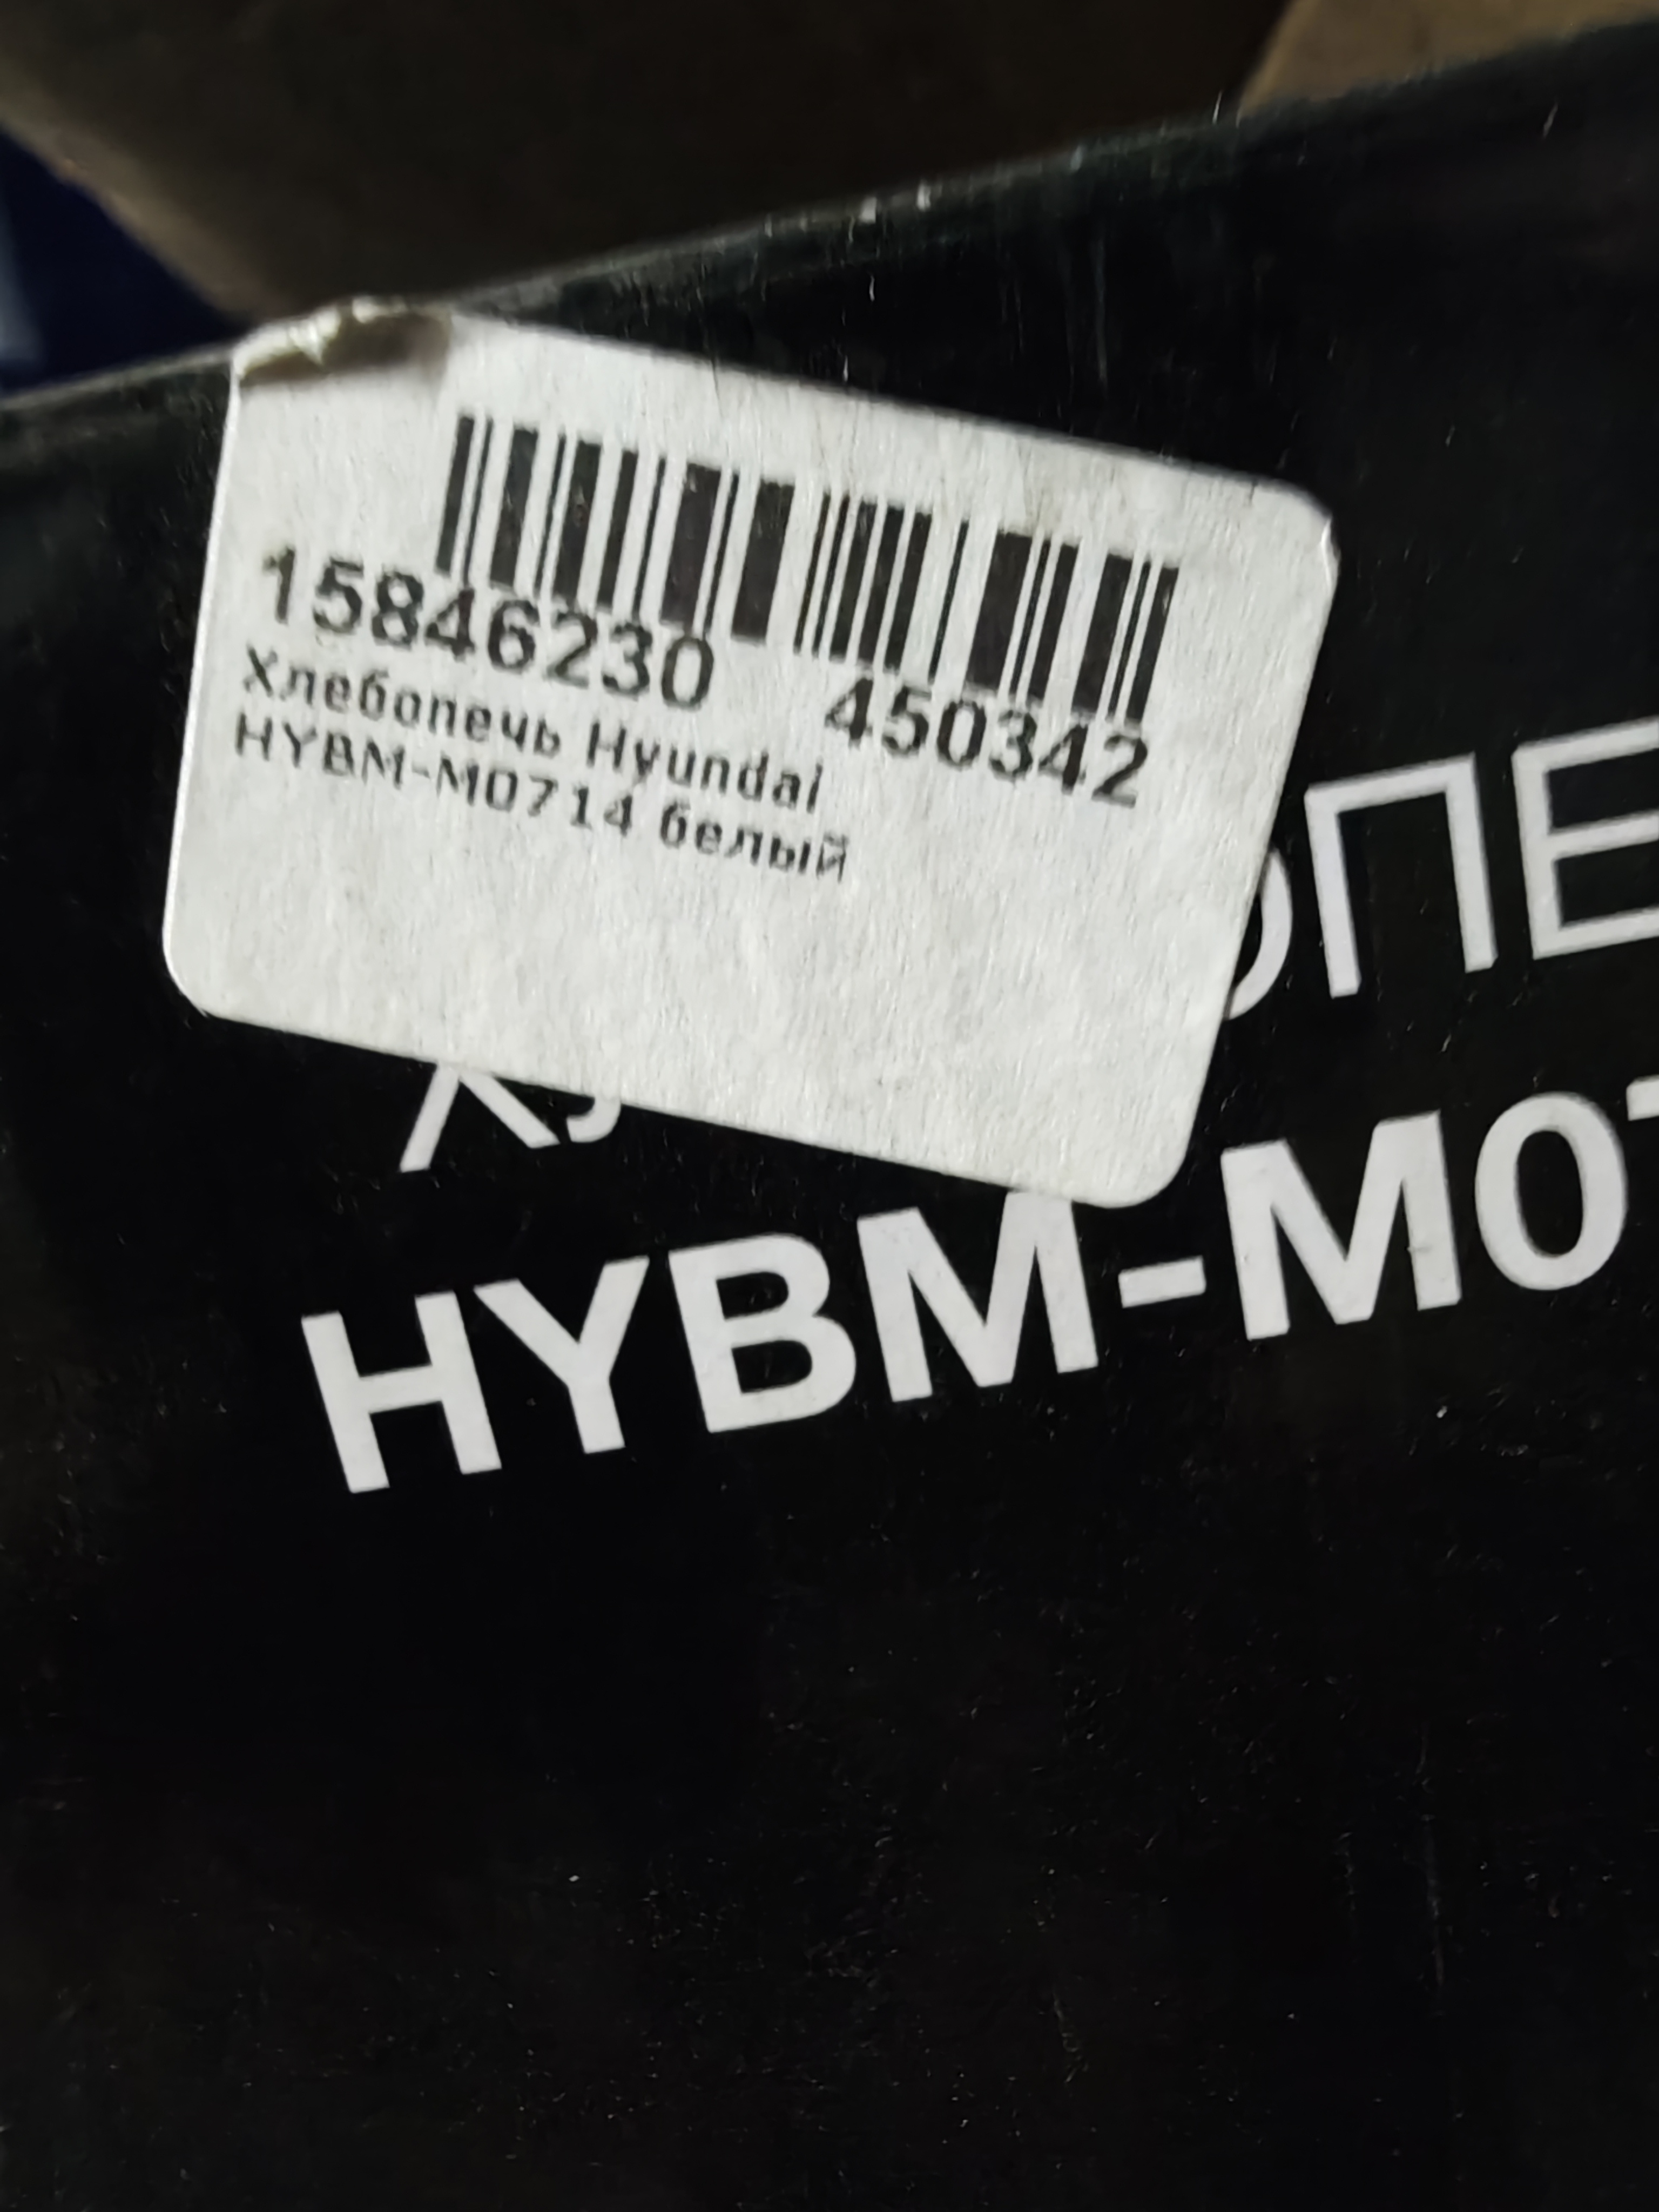 15846230 450342
Хлебопечь Hyundai
HYBM-M0714 белый
HYBM-M0